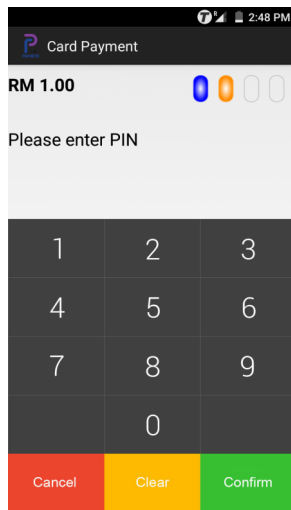 R 2:48 PM
Card Payment
RM 1.00
Please enter PIN
1 2 3
4 5 6
7 8 9
0
Cancel Clear Confirm